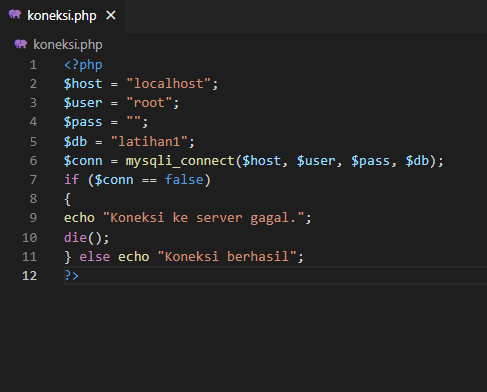 koneksi.php
koneksi.php
1 <?php
2 $host = "localhost";
3 $user = "root";
4 $pass = "";
5 $db = "latihan1";
6 $conn = mysqli_connect($host, $user, $pass, $db);
7 if ($conn == false)
8 {
9 echo "Koneksi ke server gagal.";
10 die();
11 } else echo "Koneksi berhasil";
12 ?>